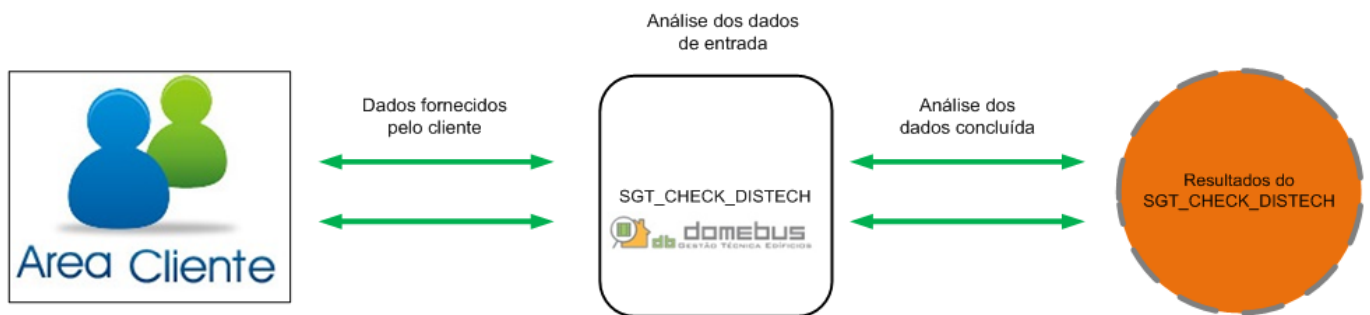 Area Cliente
Dados fornecidos
pelo cliente
Análise dos dados
de entrada
SGT_CHECK_DISTECH
db domebus
GESTÃO TÉCNICA EDIFÍCIOS
Análise dos
dados concluída
Resultados do
SGT_CHECK_DISTECH